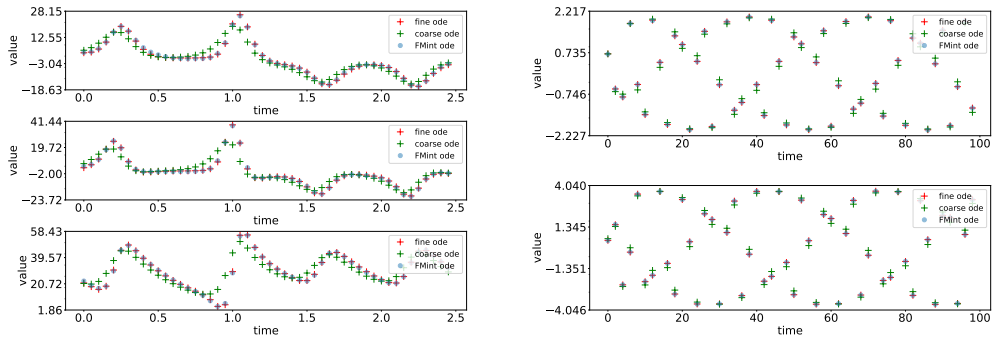 28.15
12.55
−3.04
−18.63
value
0.0 0.5 1.0 1.5 2.0 2.5
time
fine ode
coarse ode
FMint ode
41.44
19.72
−2.00
−23.72
value
0.0 0.5 1.0 1.5 2.0 2.5
time
fine ode
coarse ode
FMint ode
58.43
39.57
20.72
1.86
value
0.0 0.5 1.0 1.5 2.0 2.5
time
fine ode
coarse ode
FMint ode
2.217
0.735
−0.746
−2.227
value
0 20 40 60 80 100
time
fine ode
coarse ode
FMint ode
4.040
1.345
−1.351
−4.046
value
0 20 40 60 80 100
time
fine ode
coarse ode
FMint ode